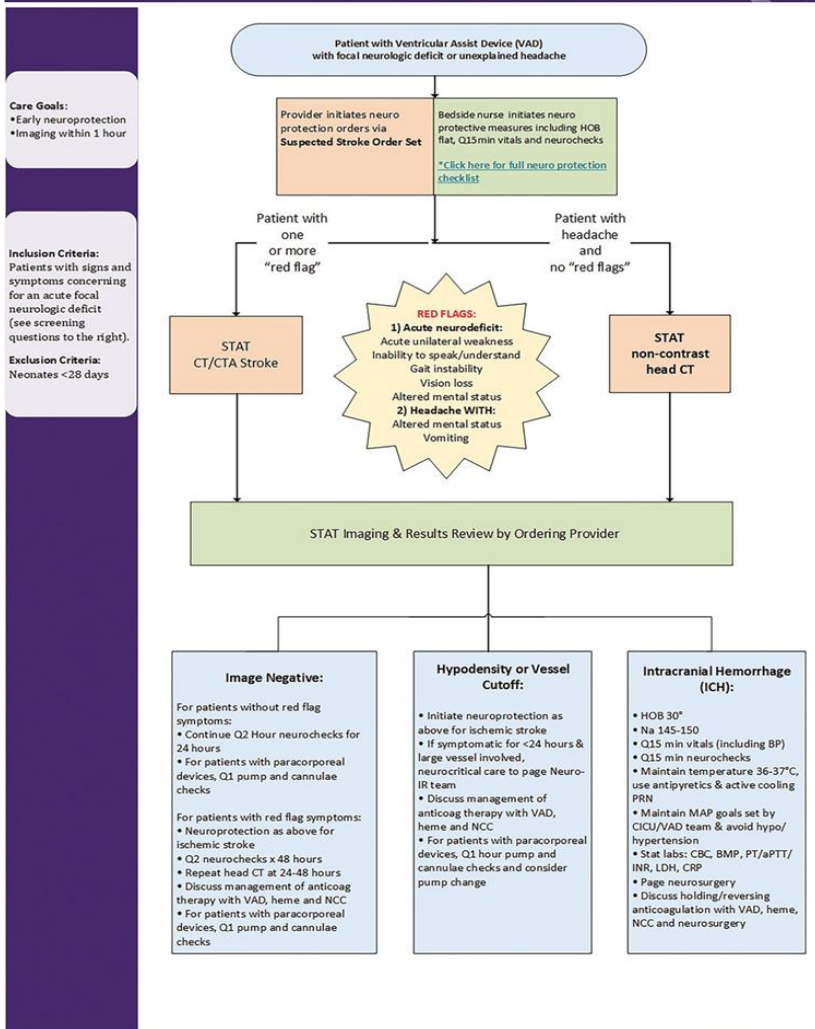 Patient with Ventricular Assist Device (VAD)
with focal neurologic deficit or unexplained headache
Care Goals:
•Early neuroprotection
•Imaging within 1 hour
Provider initiates neuro
protection orders via
Suspected Stroke Order Set
Bedside nurse initiates neuro
protective measures including HOB
flat, Q15min vitals and neurochecks
*Click here for full neuro protection
checklist
Inclusion Criteria:
Patients with signs and
symptoms concerning
for an acute focal
neurologic deficit
(see screening
questions to the right).
Exclusion Criteria:
Neonates <28 days
Patient with
one
or more
“red flag”
Patient with
headache
and
no “red flags”
STAT
CT/CTA Stroke
RED FLAGS:
1) Acute neurodeficit:
Acute unilateral weakness
Inability to speak/understand
Gait instability
Vision loss
Altered mental status
2) Headache WITH:
Altered mental status
Vomiting
STAT
non-contrast
head CT
STAT Imaging & Results Review by Ordering Provider
Image Negative:
For patients without red flag
symptoms:
• Continue Q2 Hour neurochecks for
24 hours
• For patients with paracorporeal
devices, Q1 pump and cannulae
checks
For patients with red flag symptoms:
• Neuroprotection as above for
ischemic stroke
• Q2 neurochecks x 48 hours
• Repeat head CT at 24-48 hours
• Discuss management of anticoag
therapy with VAD, heme and NCC
• For patients with paracorporeal
devices, Q1 pump and cannulae
checks
Hypodensity or Vessel
Cutoff:
• Initiate neuroprotection as
above for ischemic stroke
• If symptomatic for <24 hours &
large vessel involved,
neurocritical care to page Neuro-
IR team
• Discuss management of
anticoag therapy with VAD,
heme and NCC
• For patients with paracorporeal
devices, Q1 hour pump and
cannulae checks and consider
pump change
Intracranial Hemorrhage
(ICH):
• HOB 30°
• Na 145-150
• Q15 min vitals (including BP)
• Q15 min neurochecks
• Maintain temperature 36-37°C,
use antipyretics & active cooling
PRN
• Maintain MAP goals set by
CICU/VAD team & avoid hypo/
hypertension
• Stat labs: CBC, BMP, PT/aPTT/
INR, LDH, CRP
• Page neurosurgery
• Discuss holding/reversing
anticoagulation with VAD, heme,
NCC and neurosurgery